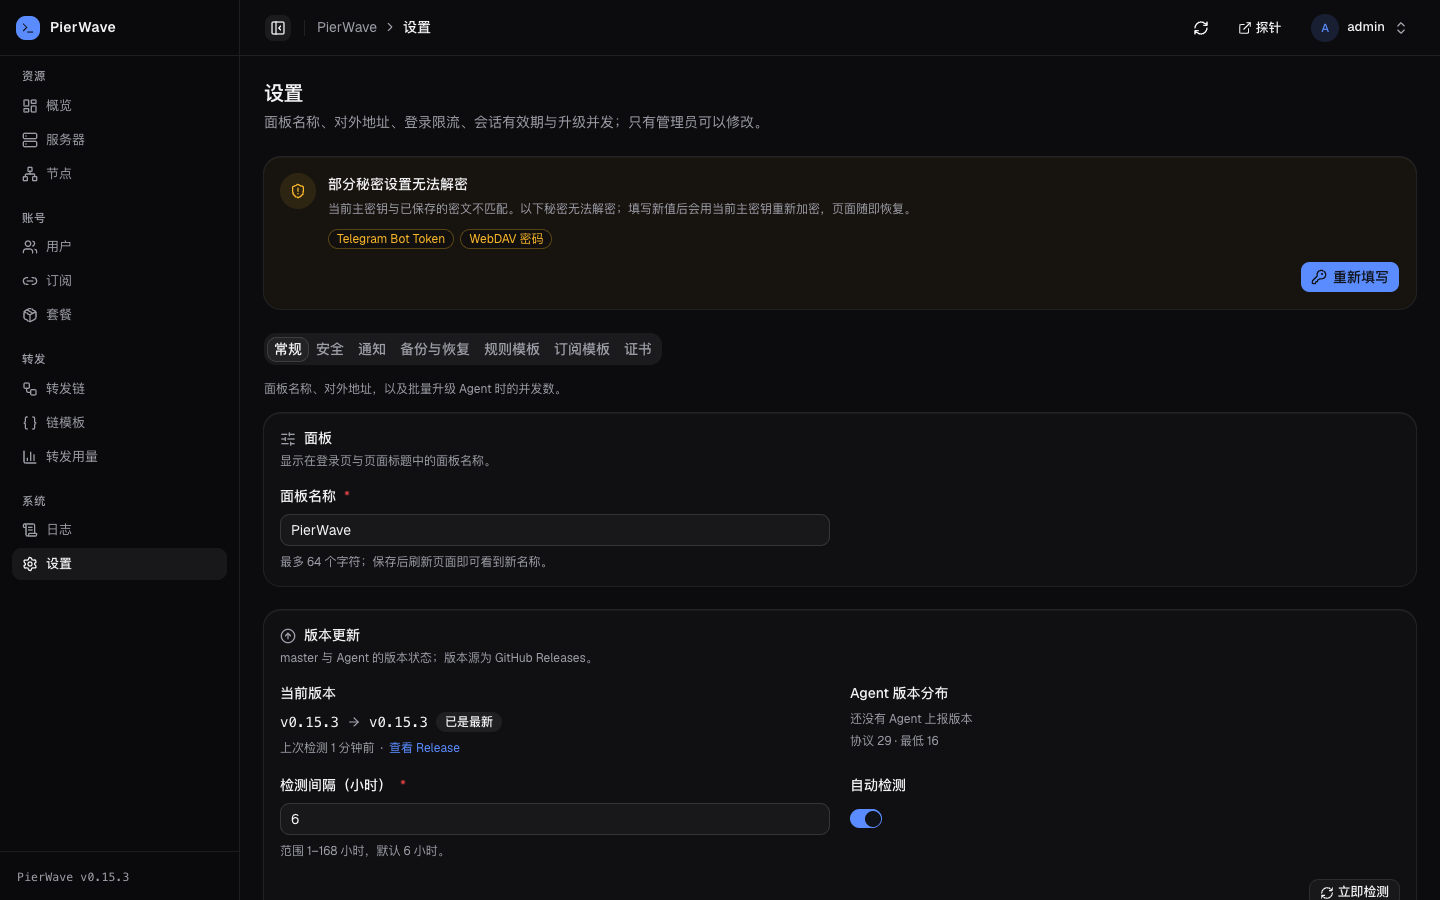 PierWave
PierWave
设置
探针
A
admin
资源
概览
服务器
节点
账号
用户
订阅
套餐
转发
转发链
链模板
转发用量
系统
日志
设置
PierWave v0.15.3
设置
面板名称、对外地址、登录限流、会话有效期与升级并发；只有管理员可以修改。
部分秘密设置无法解密
当前主密钥与已保存的密文不匹配。以下秘密无法解密；填写新值后会用当前主密钥重新加密，页面随即恢复。
Telegram Bot Token
WebDAV 密码
重新填写
常规 安全 通知 备份与恢复 规则模板 订阅模板 证书
面板名称、对外地址，以及批量升级 Agent 时的并发数。
面板
显示在登录页与页面标题中的面板名称。
面板名称 *
PierWave
最多 64 个字符；保存后刷新页面即可看到新名称。
版本更新
master 与 Agent 的版本状态；版本源为 GitHub Releases。
当前版本
v0.15.3 → v0.15.3 已是最新
上次检测 1 分钟前 · 查看 Release
Agent 版本分布
还没有 Agent 上报版本
协议 29 · 最低 16
检测间隔（小时） *
6
范围 1–168 小时，默认 6 小时。
自动检测
立即检测